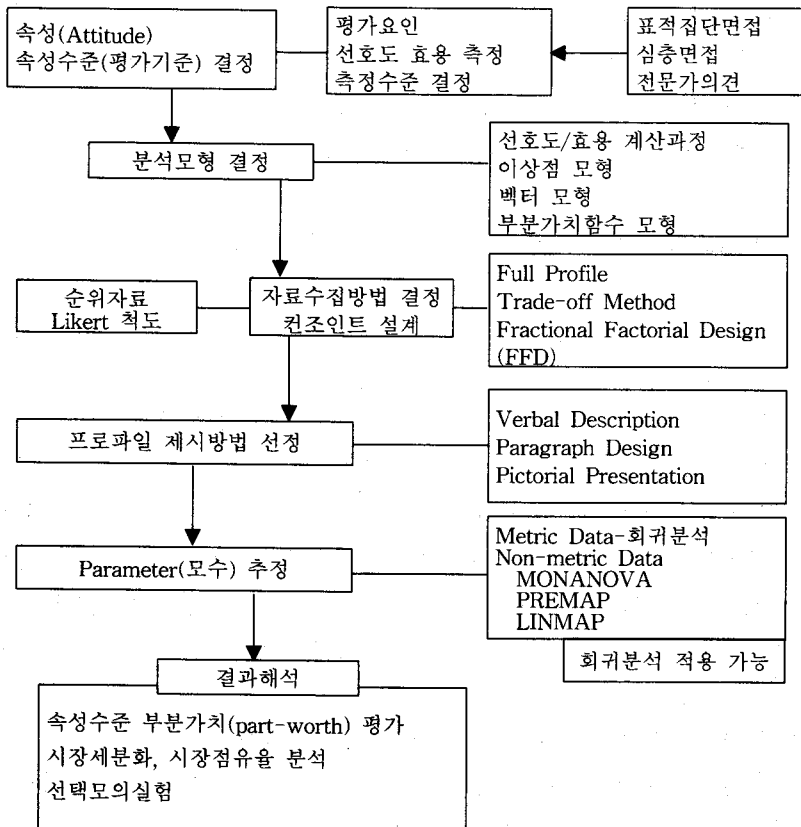 속성(Attitude)
속성수준(평가기준) 결정
평가요인
선호도 효용 측정
측정수준 결정
표적집단면접
심층면접
전문가의견
분석모형 결정
선호도/효용 계산과정
이상점 모형
벡터 모형
부분가치함수 모형
순위자료
Likert 척도
자료수집방법 결정
컨조인트 설계
Full Profile
Trade-off Method
Fractional Factorial Design
(FFD)
프로파일 제시방법 선정
Verbal Description
Paragraph Design
Pictorial Presentation
Parameter(모수) 추정
Metric Data-회귀분석
Non-metric Data
MONANOVA
PREMAP
LINMAP
회귀분석 적용 가능
결과해석
속성수준 부분가치(part-worth) 평가
시장세분화, 시장점유율 분석
선택모의실험